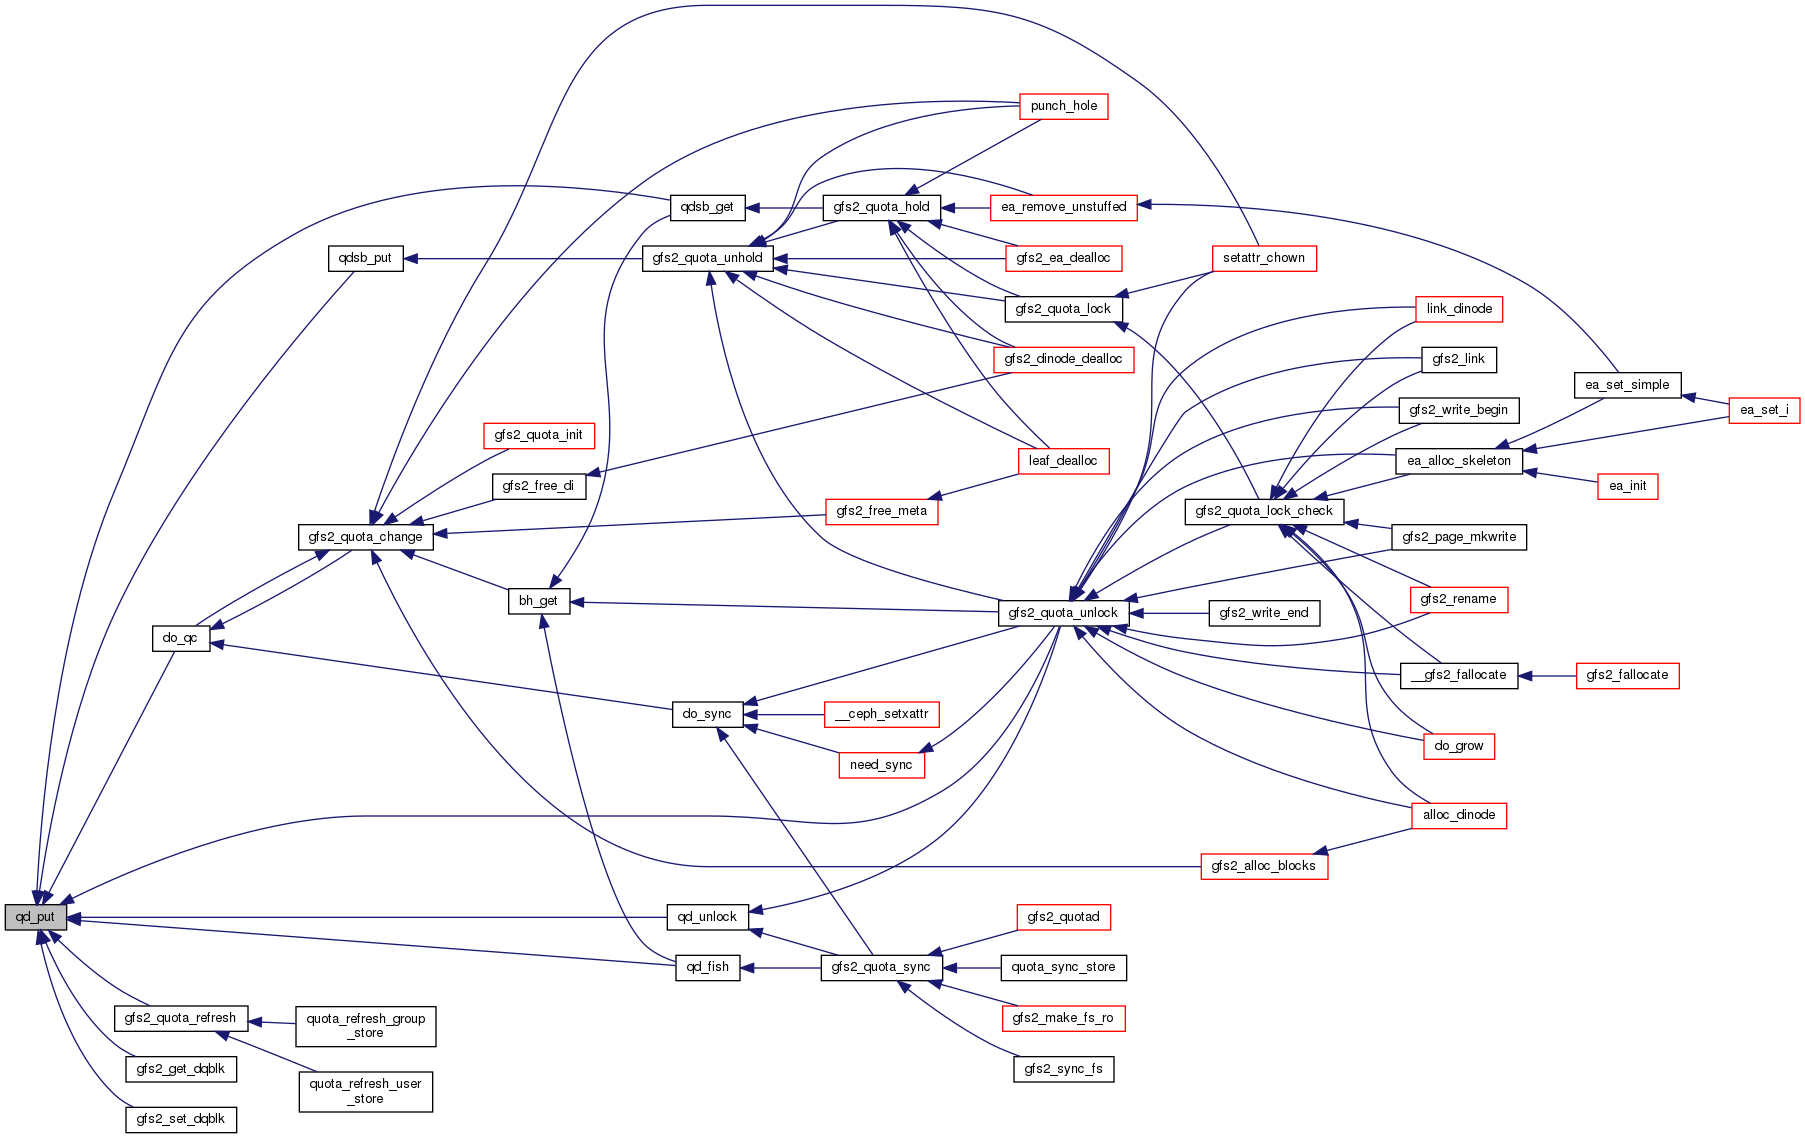 punch_hole
qdsb_get
gfs2_quota_hold
ea_remove_unstuffed
qdsb_put
gfs2_quota_unhold
gfs2_ea_dealloc
setattr_chown
gfs2_quota_lock
link_dinode
gfs2_dinode_dealloc
gfs2_link
ea_set_simple
gfs2_write_begin
ea_set_i
gfs2_quota_init
leaf_dealloc
ea_alloc_skeleton
gfs2_free_di
ea_init
gfs2_free_meta
gfs2_quota_lock_check
gfs2_quota_change
gfs2_page_mkwrite
bh_get
gfs2_rename
gfs2_quota_unlock
gfs2_write_end
do_qc
__gfs2_fallocate
gfs2_fallocate
do_sync
__ceph_setxattr
do_grow
need_sync
alloc_dinode
gfs2_alloc_blocks
qd_put
qd_unlock
gfs2_quotad
qd_fish
gfs2_quota_sync
quota_sync_store
gfs2_quota_refresh
quota_refresh_group
_store
gfs2_make_fs_ro
gfs2_get_dqblk
gfs2_sync_fs
quota_refresh_user
_store
gfs2_set_dqblk